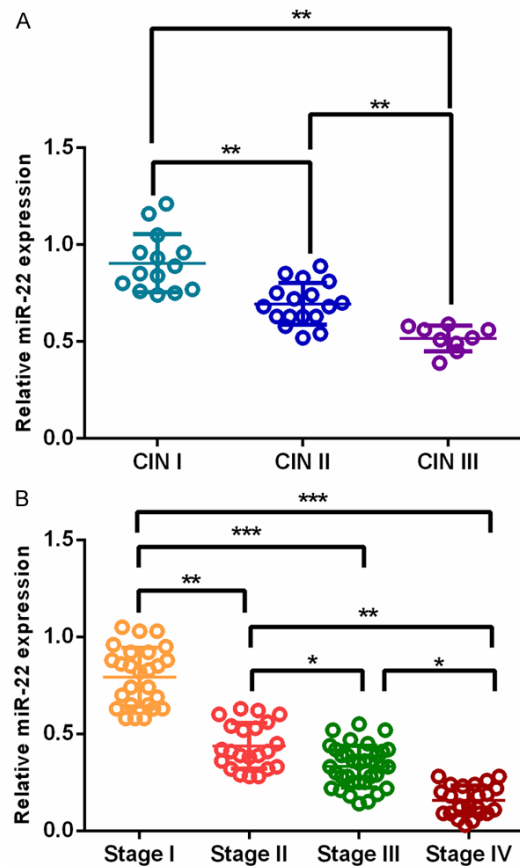 A
**
**
**
1.5
1.0
0.5
0.0
Relative miR-22 expression
CIN I CIN II CIN III
B
***
***
**
**
*
*
1.5
1.0
0.5
0.0
Relative miR-22 expression
Stage I Stage II Stage III Stage IV